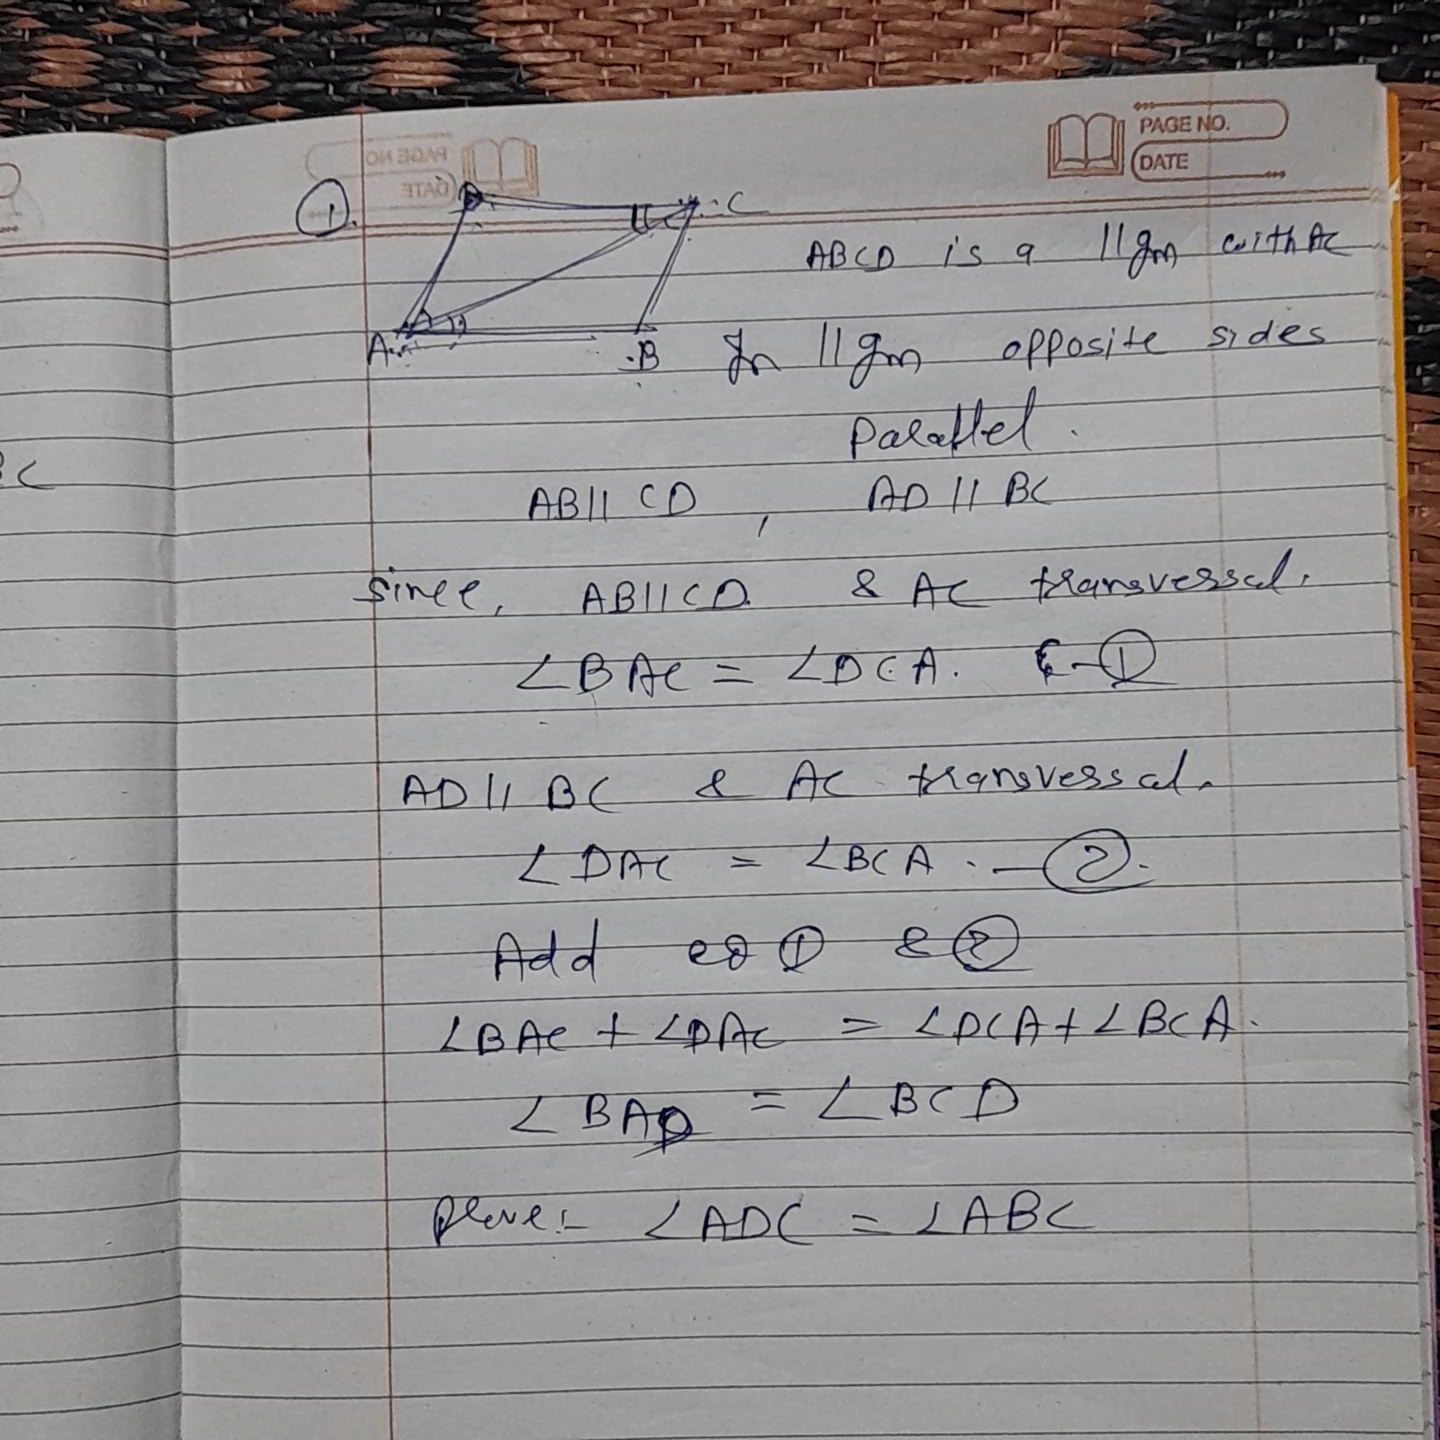 PAGE NO.
DATE
1.
D
C
A
B
ABCD is a ||gm with AC
In ||gm opposite sides
Parallel.
BC
AB || CD, AD || BC
Since, AB || CD & AC transversal.
∠BAC = ∠DCA. - 1
AD || BC & AC transversal.
∠DAC = ∠BCA. - 2.
Add eq 1 & 2
∠BAC + ∠DAC = ∠DCA + ∠BCA.
∠BAD = ∠BCD
Prove:- ∠ADC = ∠ABC